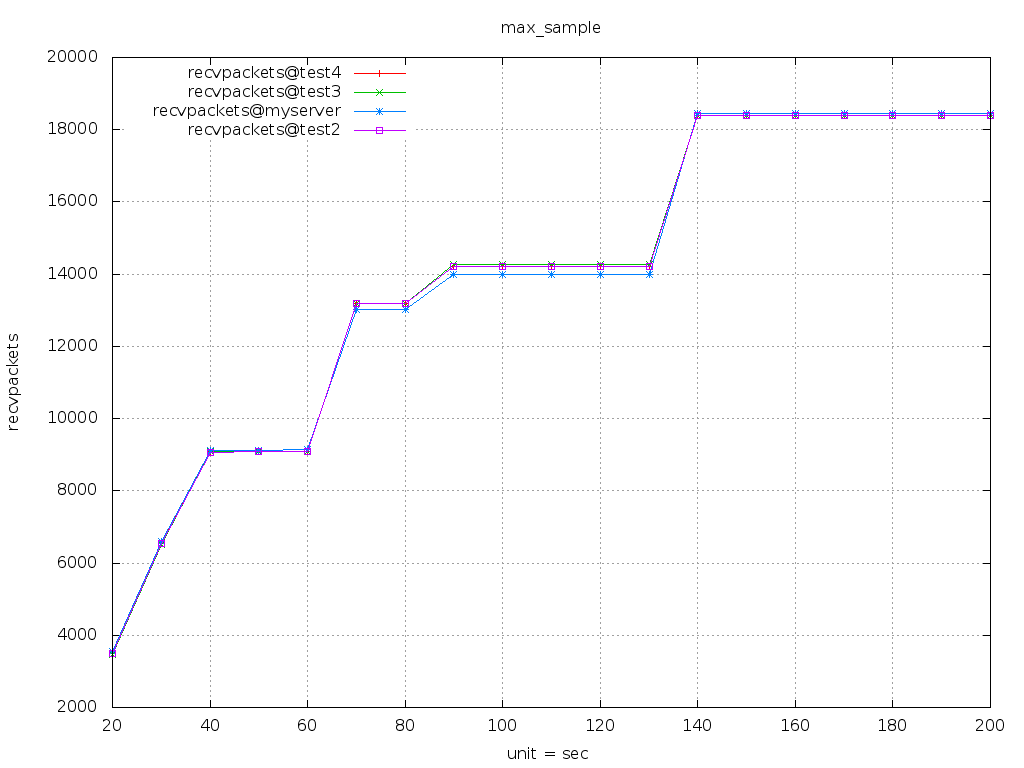 max_sample
recvpackets@test4
recvpackets@test3
recvpackets@myserver
recvpackets@test2
20000
18000
16000
14000
12000
10000
8000
6000
4000
2000
recvpackets
20 40 60 80 100 120 140 160 180 200
unit = sec